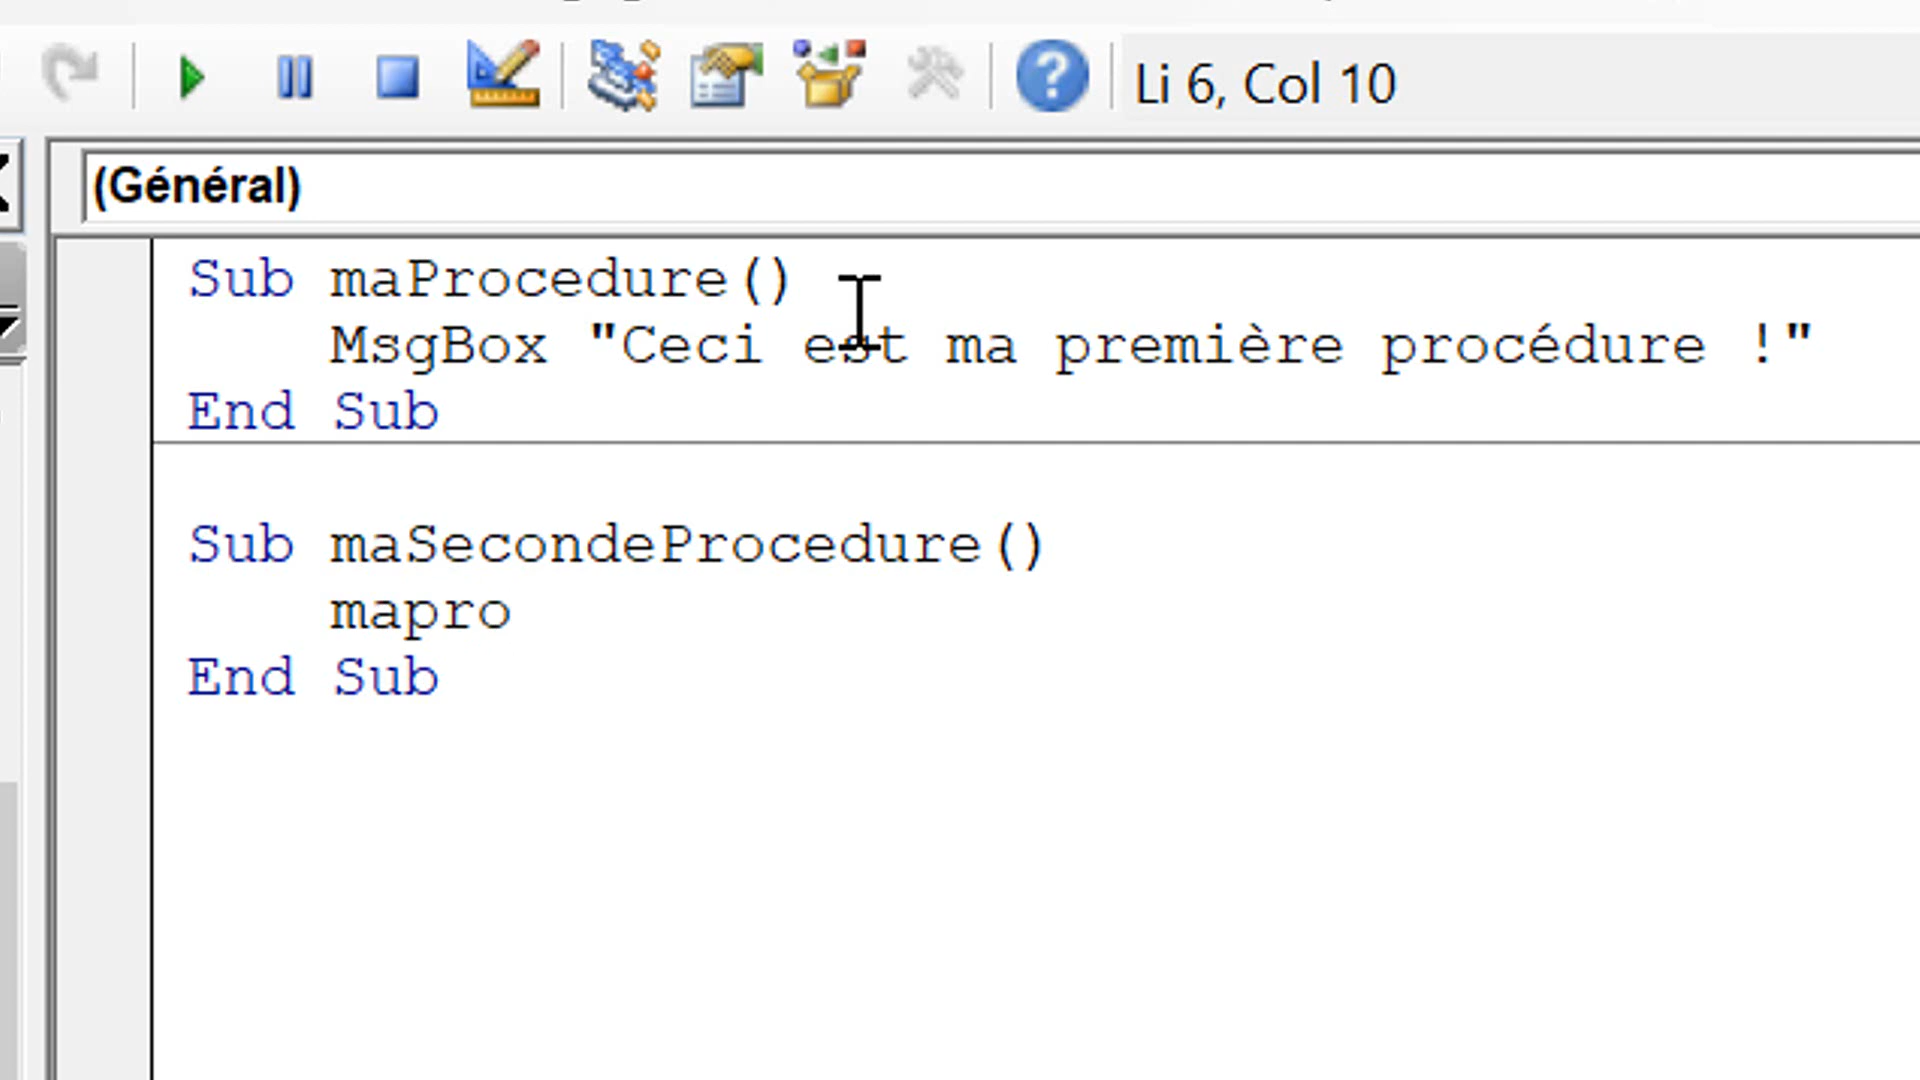 Li 6, Col 10
(Général)
Sub maProcedure()
MsgBox "Ceci est ma première procédure !"
End Sub
Sub maSecondeProcedure()
mapro
End Sub